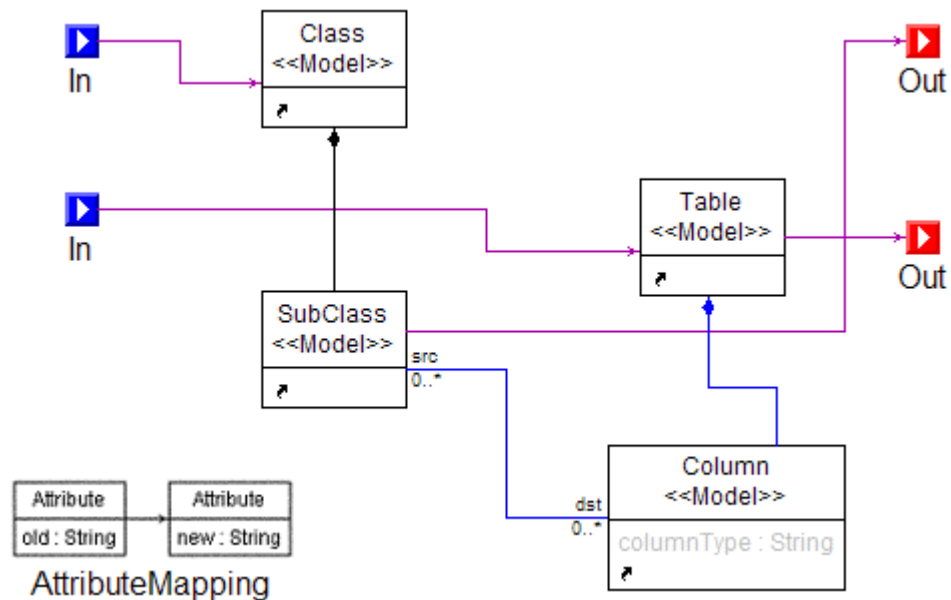 Class
<<Model>>
In
Out
In
Table
<<Model>>
Out
SubClass
<<Model>>
src
0..*
Column
<<Model>>
dst
0..*
columnType : String
Attribute
old : String
Attribute
new : String
AttributeMapping